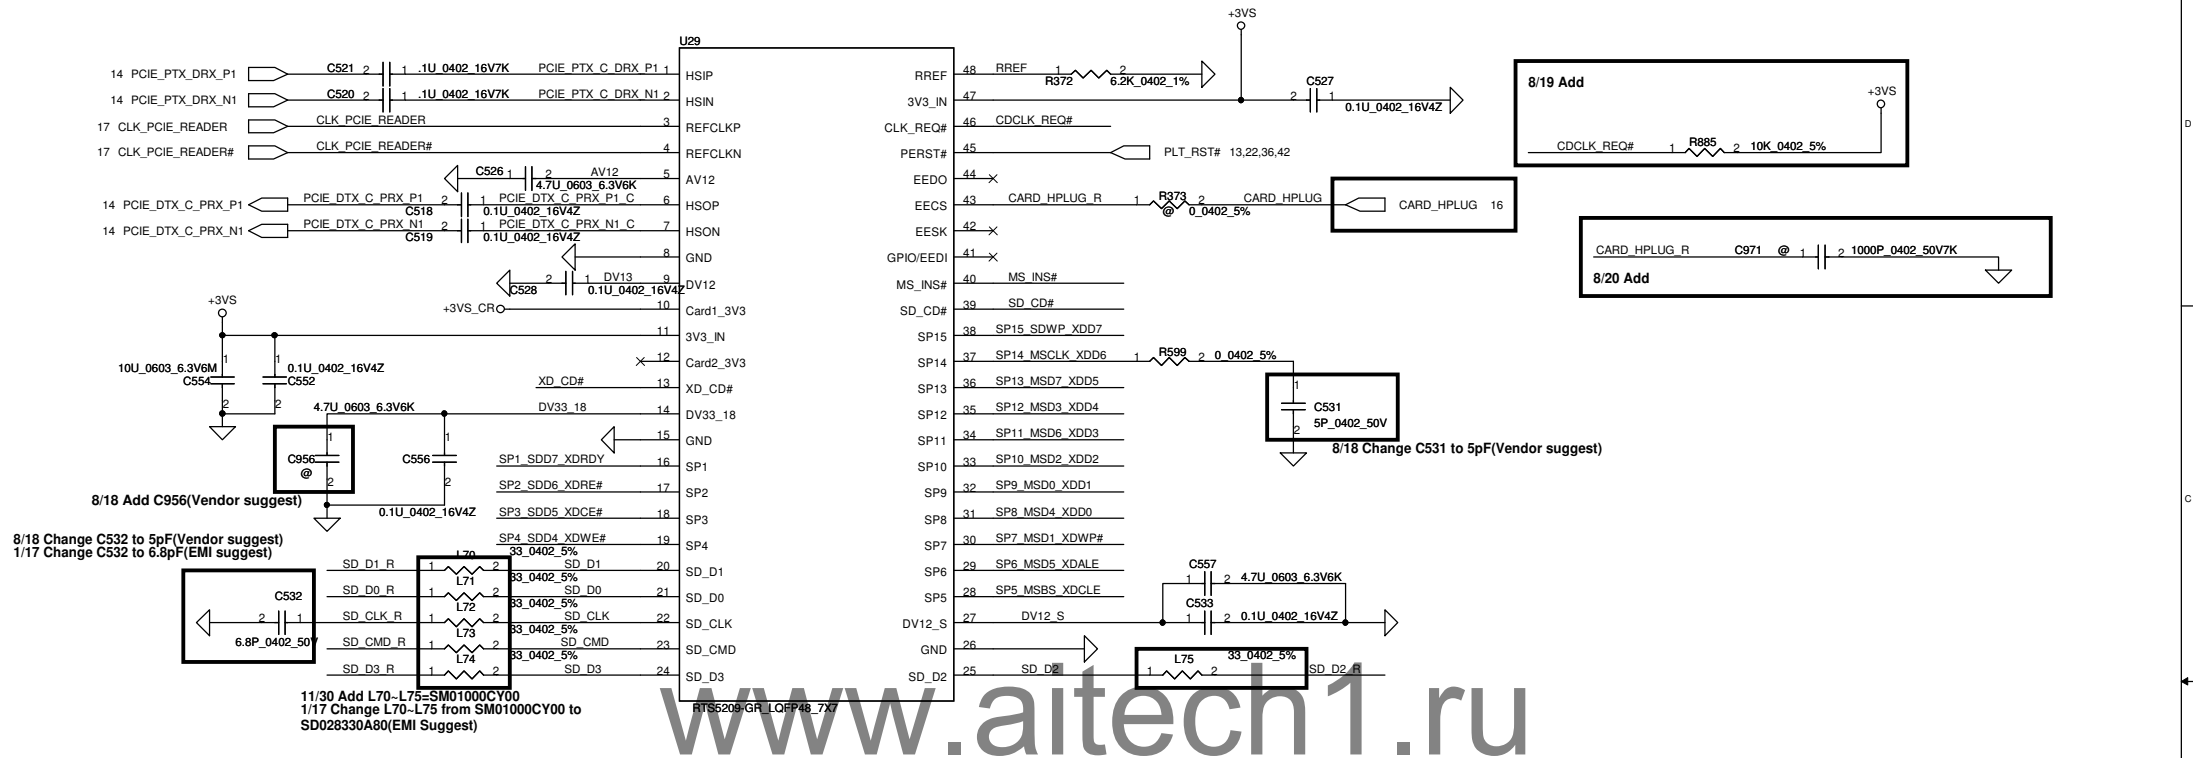 +3VS
U29
14 PCIE_PTX_DRX_P1
C521 2 1 .1U_0402_16V7K
PCIE_PTX_C_DRX_P1 1 HSIP
14 PCIE_PTX_DRX_N1
C520 2 1 .1U_0402_16V7K
PCIE_PTX_C_DRX_N1 2 HSIN
17 CLK_PCIE_READER
CLK_PCIE_READER 3 REFCLKP
17 CLK_PCIE_READER#
CLK_PCIE_READER# 4 REFCLKN
C526 1 2 AV12 5 AV12
4.7U_0603_6.3V6K
14 PCIE_DTX_C_PRX_P1
PCIE_DTX_C_PRX_P1 2 1 PCIE_DTX_C_PRX_P1_C 6 HSOP
C518 0.1U_0402_16V4Z
14 PCIE_DTX_C_PRX_N1
PCIE_DTX_C_PRX_N1 2 1 PCIE_DTX_C_PRX_N1_C 7 HSON
C519 0.1U_0402_16V4Z
8 GND
2 1 DV13 9 DV12
C528 0.1U_0402_16V4Z
+3VS
+3VS_CR 10 Card1_3V3
11 3V3_IN
1 1
10U_0603_6.3V6M 0.1U_0402_16V4Z
C554 C552
2 2
12 Card2_3V3
XD_CD# 13 XD_CD#
4.7U_0603_6.3V6K DV33_18 14 DV33_18
1 1
15 GND
C956 C556
@
2 2
8/18 Add C956(Vendor suggest)
0.1U_0402_16V4Z
SP1_SDD7_XDRDY 16 SP1
SP2_SDD6_XDRE# 17 SP2
SP3_SDD5_XDCE# 18 SP3
SP4_SDD4_XDWE# 19 SP4
8/18 Change C532 to 5pF(Vendor suggest)
1/17 Change C532 to 6.8pF(EMI suggest)
L70 33_0402_5%
SD_D1_R 1 2 SD_D1 20 SD_D1
L71 33_0402_5%
SD_D0_R 1 2 SD_D0 21 SD_D0
C532
L72 33_0402_5%
2 1 SD_CLK_R 1 2 SD_CLK 22 SD_CLK
6.8P_0402_50V
L73 33_0402_5%
SD_CMD_R 1 2 SD_CMD 23 SD_CMD
L74 33_0402_5%
SD_D3_R 1 2 SD_D3 24 SD_D3
11/30 Add L70~L75=SM01000CY00
1/17 Change L70~L75 from SM01000CY00 to
SD028330A80(EMI Suggest)
RTS5209-GR_LQFP48_7X7
RREF 48 RREF 1 2
R372 6.2K_0402_1%
3V3_IN 47
C527
2 1
0.1U_0402_16V4Z
CLK_REQ# 46 CDCLK_REQ#
PERST# 45 PLT_RST# 13,22,36,42
EEDO 44
EECS 43 CARD_HPLUG_R 1 R373 2 CARD_HPLUG
@ 0_0402_5%
CARD_HPLUG 16
EESK 42
GPIO/EEDI 41
MS_INS# 40 MS_INS#
SD_CD# 39 SD_CD#
SP15 38 SP15_SDWP_XDD7
SP14 37 SP14_MSCLK_XDD6 1 R599 2 0_0402_5%
SP13 36 SP13_MSD7_XDD5
SP12 35 SP12_MSD3_XDD4
SP11 34 SP11_MSD6_XDD3
SP10 33 SP10_MSD2_XDD2
SP9 32 SP9_MSD0_XDD1
SP8 31 SP8_MSD4_XDD0
SP7 30 SP7_MSD1_XDWP#
SP6 29 SP6_MSD5_XDALE
SP5 28 SP5_MSBS_XDCLE
DV12_S 27 DV12_S
GND 26
SD_D2 25 SD_D2 1 L75 2 33_0402_5% SD_D2_R
1
C531
5P_0402_50V
2
8/18 Change C531 to 5pF(Vendor suggest)
C557
1 2 4.7U_0603_6.3V6K
C533
1 2 0.1U_0402_16V4Z
8/19 Add
+3VS
CDCLK_REQ# 1 R885 2 10K_0402_5%
CARD_HPLUG_R C971 @ 1 2 1000P_0402_50V7K
8/20 Add
D
C
www.aitech1.ru